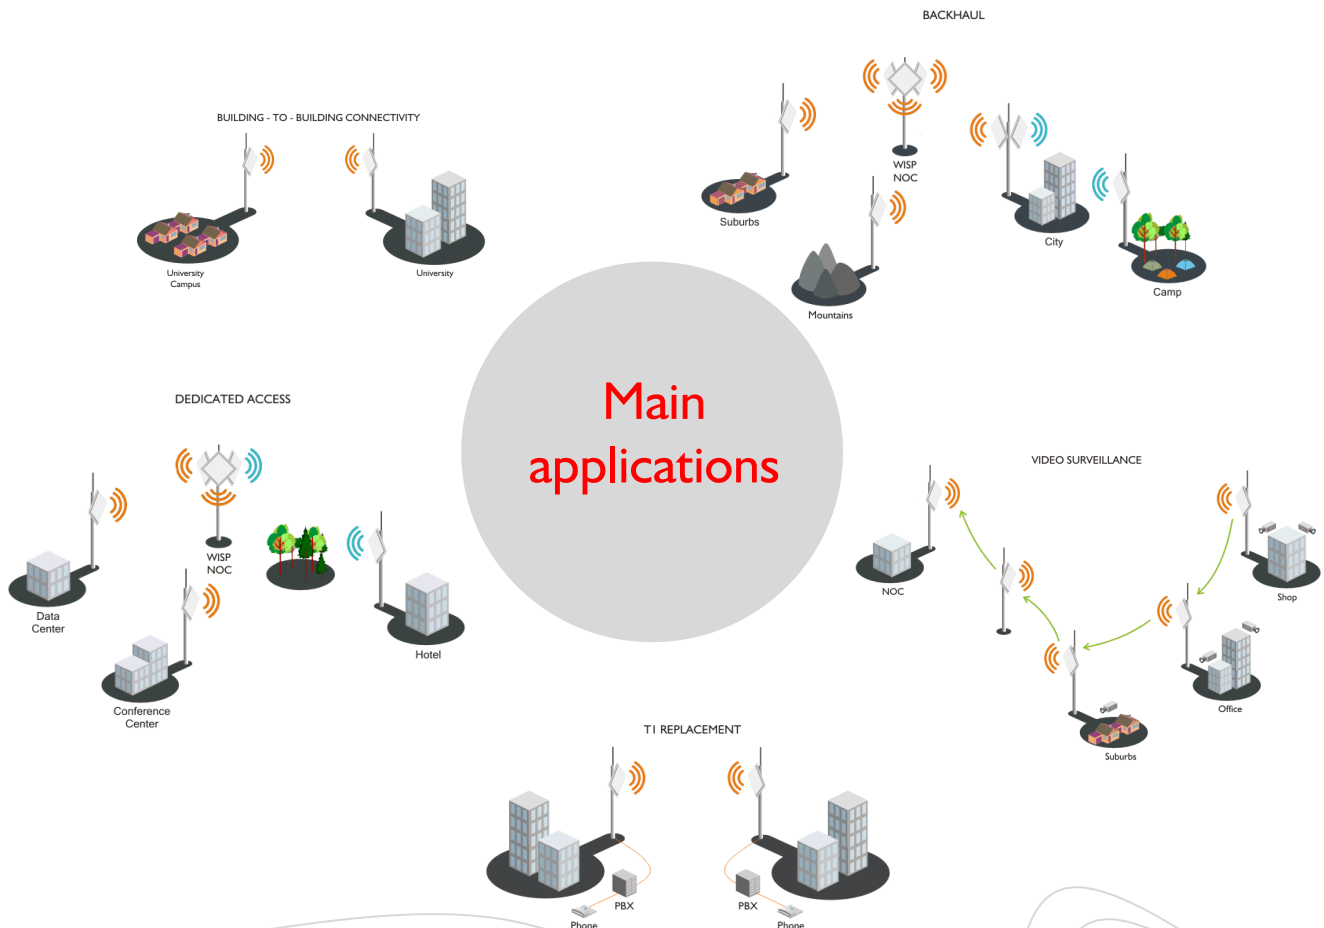 BACKHAUL
WISP
NOC
Suburbs
City
Mountains
Camp
BUILDING - TO - BUILDING CONNECTIVITY
University
Campus
University
Main
applications
DEDICATED ACCESS
WISP
NOC
Data
Center
Hotel
Conference
Center
VIDEO SURVEILLANCE
NOC
Shop
Office
Suburbs
T1 REPLACEMENT
PBX
PBX
Phone
Phone